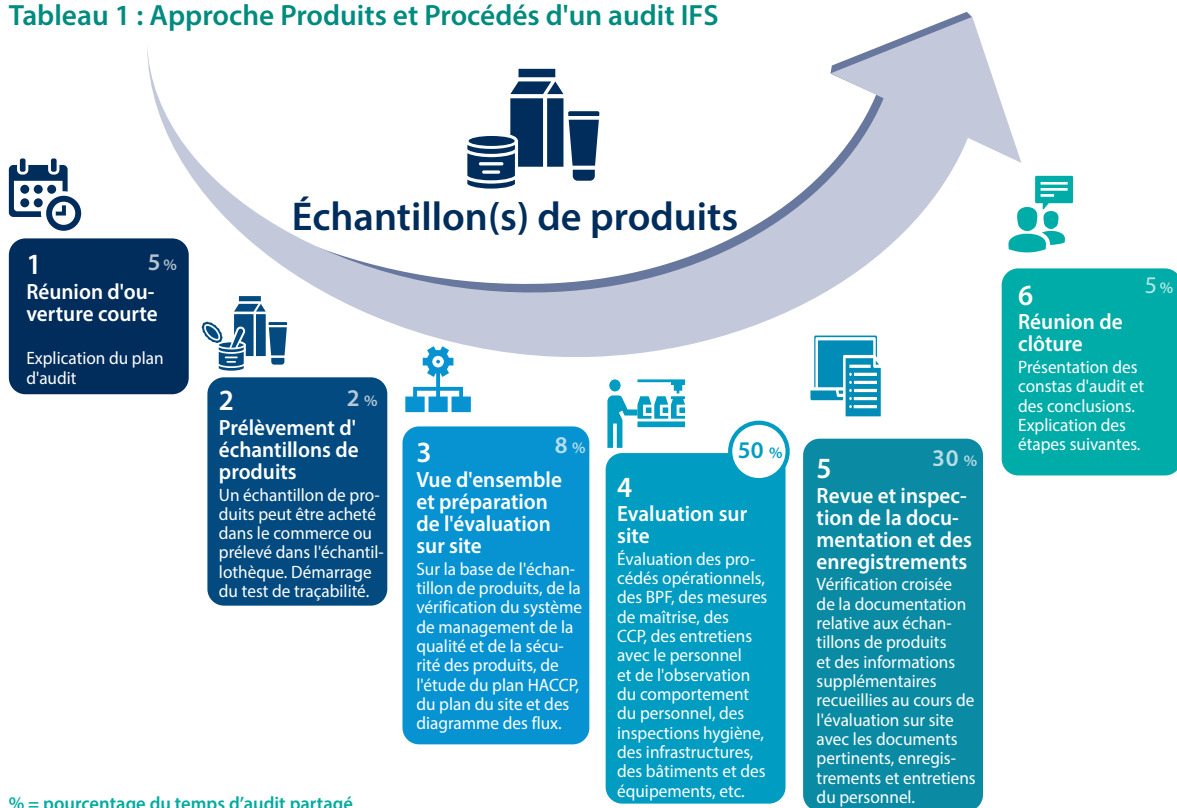 Tableau 1 : Approche Produits et Procédés d'un audit IFS
Échantillon(s) de produits
1
5 %
Réunion d'ou-
verture courte
Explication du plan
d'audit
2
2 %
Prélèvement d'
échantillons de
produits
Un échantillon de pro-
duits peut être acheté
dans le commerce ou
prélevé dans l'échantil-
lothèque. Démarrage
du test de traçabilité.
3
8 %
Vue d'ensemble
et préparation
de l'évaluation
sur site
Sur la base de l'échan-
tillon de produits, de la
vérification du système
de management de la
qualité et de la sécu-
rité des produits, de
l'étude du plan HACCP,
du plan du site et des
diagramme des flux.
4
50 %
Evaluation sur
site
Évaluation des pro-
cédés opérationnels,
des BPF, des mesures
de maîtrise, des
CCP, des entretiens
avec le personnel
et de l'observation
du comportement
du personnel, des
inspections hygiène,
des infrastructures,
des bâtiments et des
équipements, etc.
5
30 %
Revue et inspec-
tion de la docu-
mentation et des
enregistrements
Vérification croisée
de la documentation
relative aux échan-
tillons de produits
et des informations
supplémentaires
recueillies au cours de
l'évaluation sur site
avec les documents
pertinents, enregis-
trements et entretiens
du personnel.
6
5 %
Réunion de
clôture
Présentation des
constas d'audit et
des conclusions.
Explication des
étapes suivantes.
% = pourcentage du temps d'audit partagé